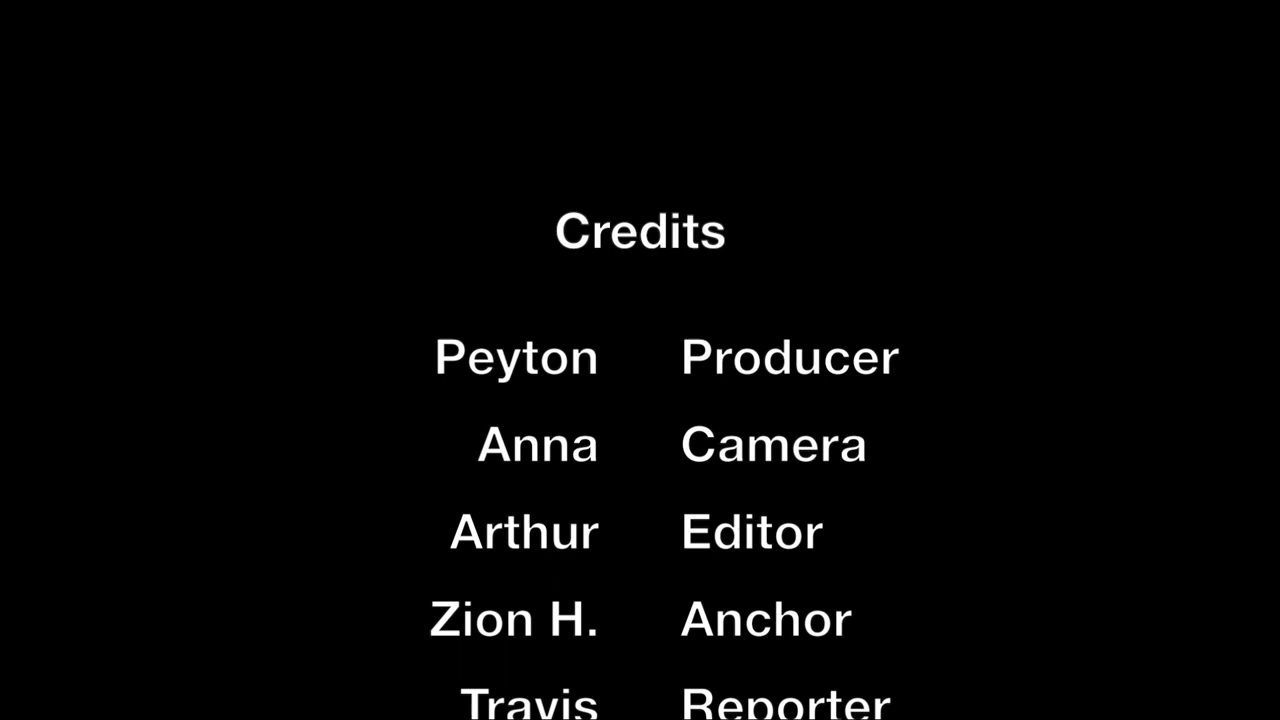 Credits
Peyton Producer
Anna Camera
Arthur Editor
Zion H. Anchor
Travis Reporter